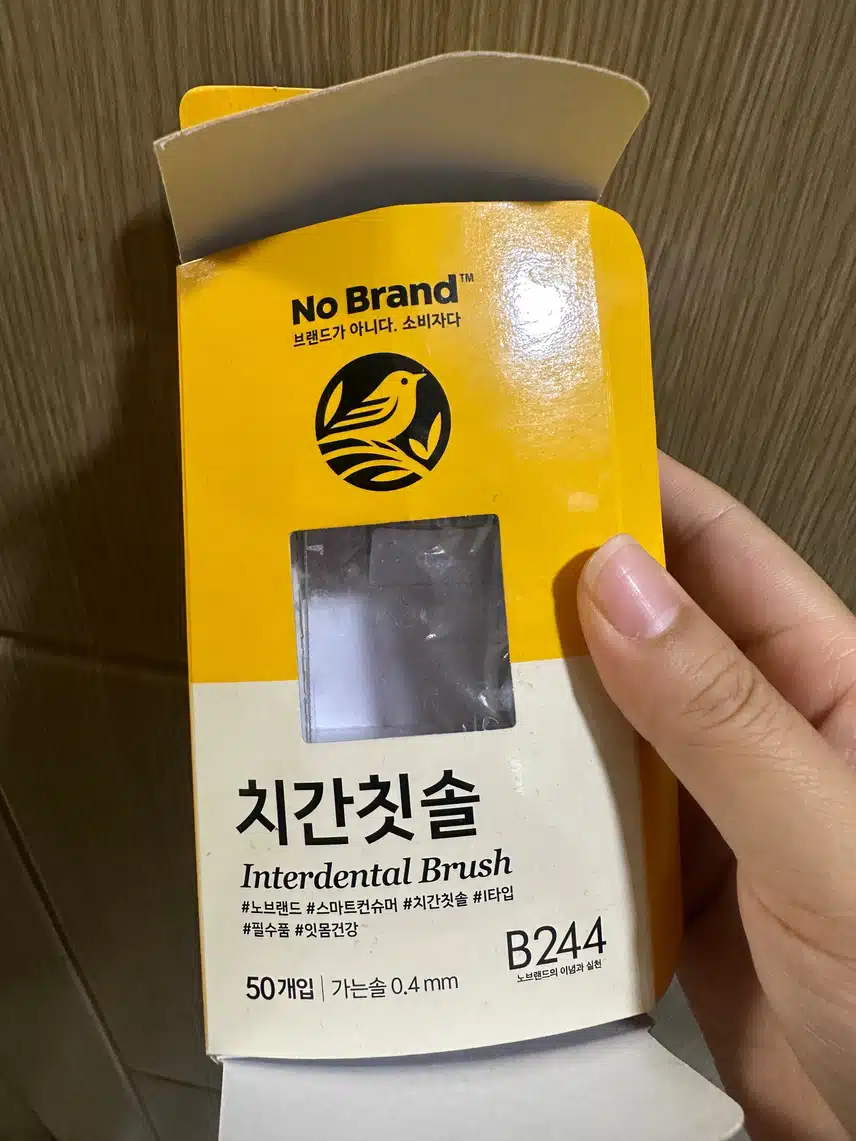 No Brand™
브랜드가 아니다. 소비자다
치간칫솔
Interdental Brush
#노브랜드 #스마트컨슈머 #치간칫솔 #I타입
#필수품 #잇몸건강
B244
노브랜드의 이념과 실천
50개입 | 가는솔 0.4mm